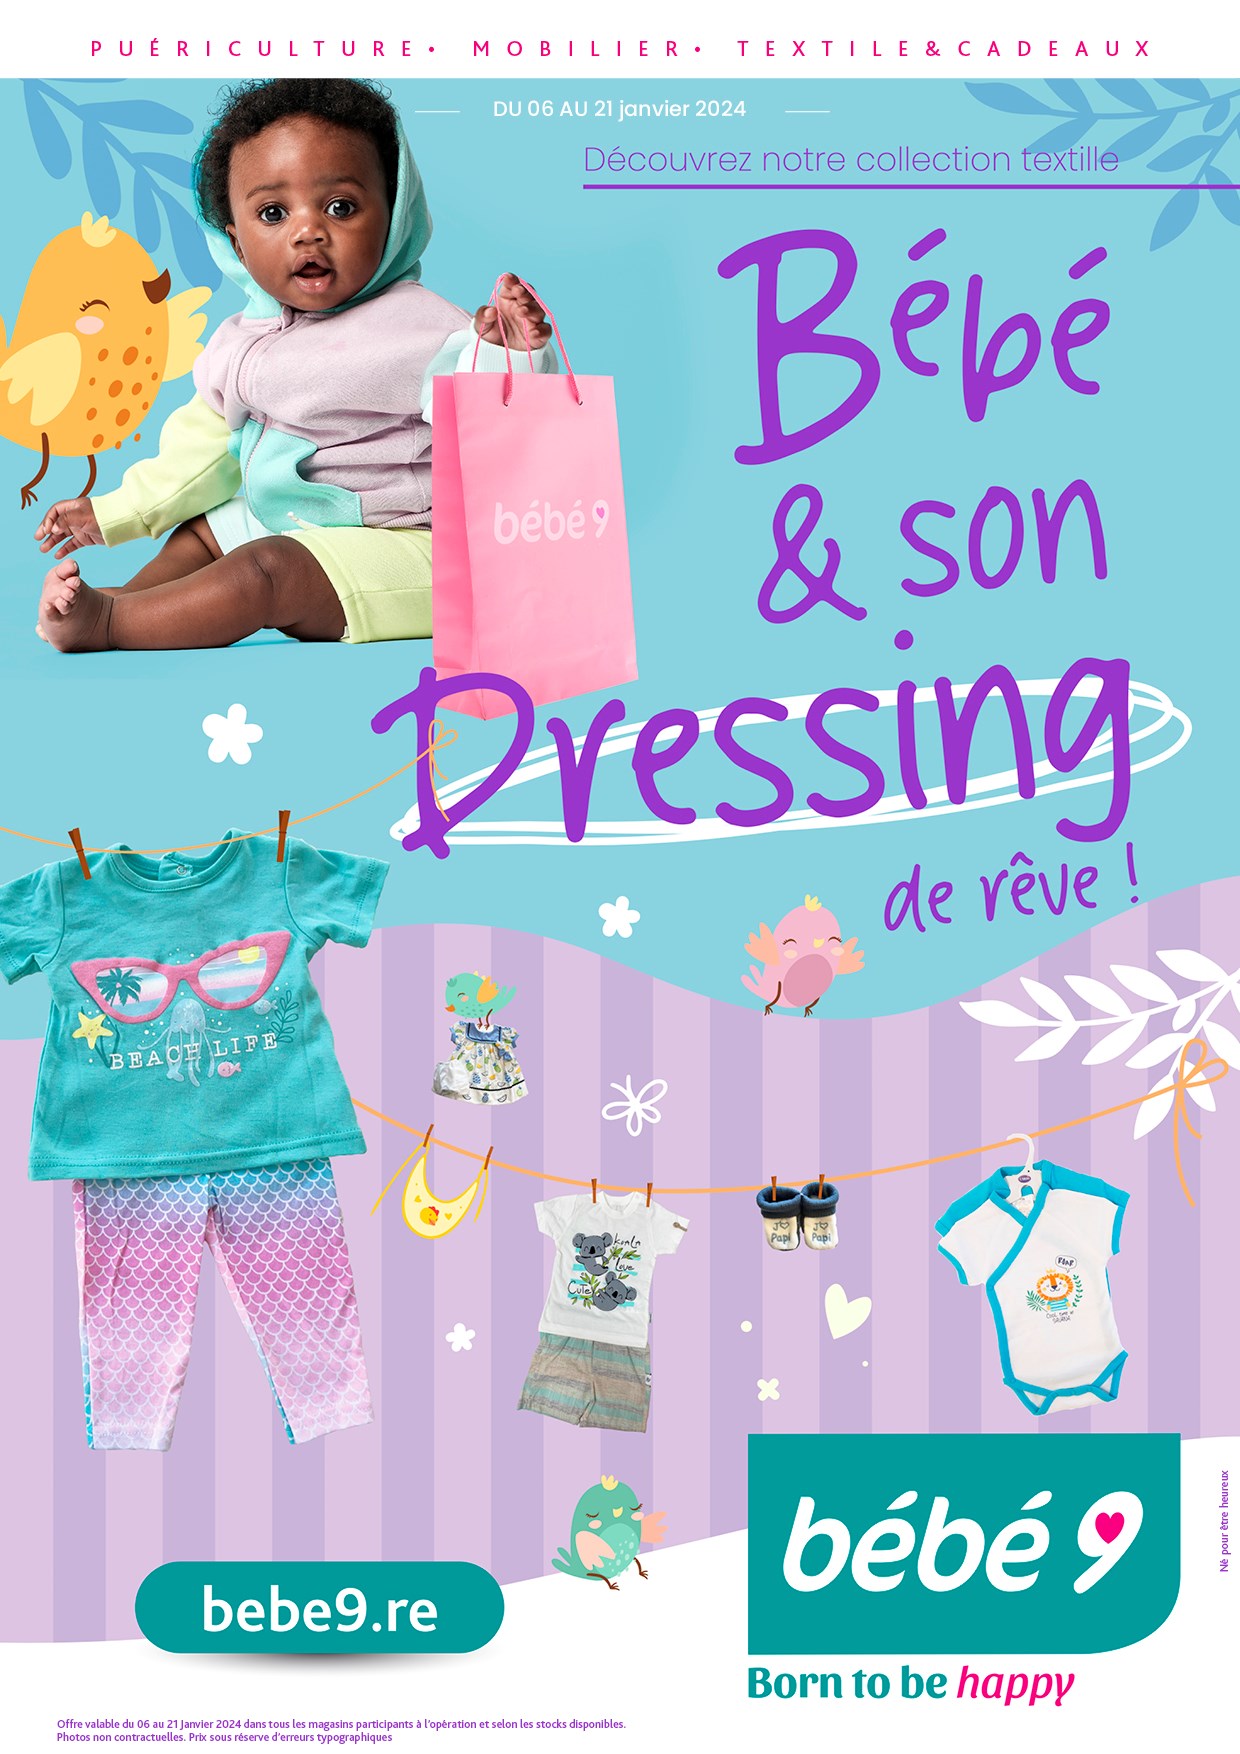 PUÉRICULTURE• MOBILIER• TEXTILE&CADEAUX
DU 06 AU 21 janvier 2024
Découvrez notre collection textille
Bébé
& son
Dressing
de rêve !
bébé 9
BEACH LIFE
koala
Love
Cute
J Papi
J Papi
ROAR
bébé 9
Né pour être heureux
bebe9.re
Born to be happy
Offre valable du 06 au 21 Janvier 2024 dans tous les magasins participants à l'opération et selon les stocks disponibles.
Photos non contractuelles. Prix sous réserve d'erreurs typographiques